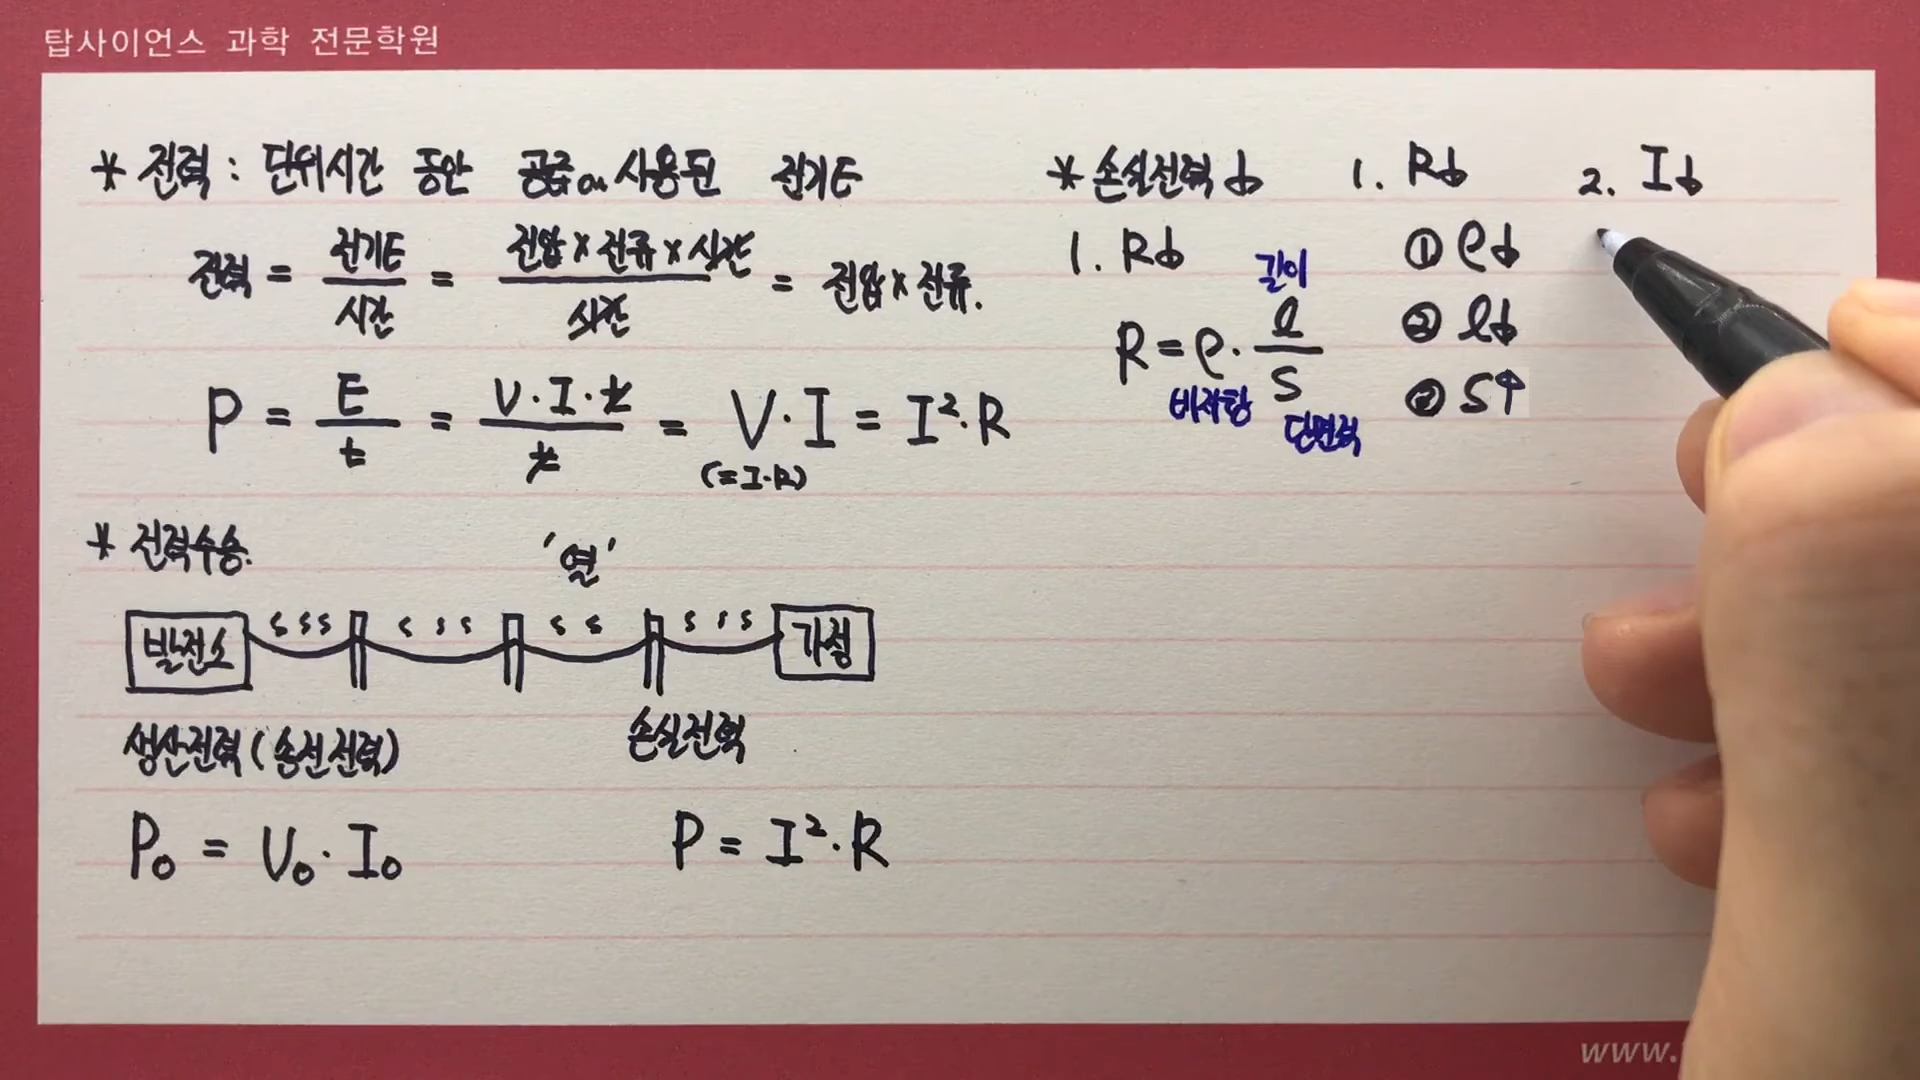 탑사이언스 과학 전문학원
* 전력 : 단위시간 동안 공급 or 사용된 전기E
전력 = 전기E / 시간 = 전압 × 전류 × 시간 / 시간 = 전압 × 전류.
P = E / t = V · I · t / t = V · I = I² · R
(= I · R)
* 전력수송.
'열'
발전소
가정
생산전력 (송전전력)
손실전력
P₀ = V₀ · I₀
P = I² · R
* 손실전력 ↓ 1. R↓ 2. I↓
1. R↓
R = ρ · ℓ / S
길이
비저항
단면적
① ρ↓
② ℓ↓
③ S↑
www.